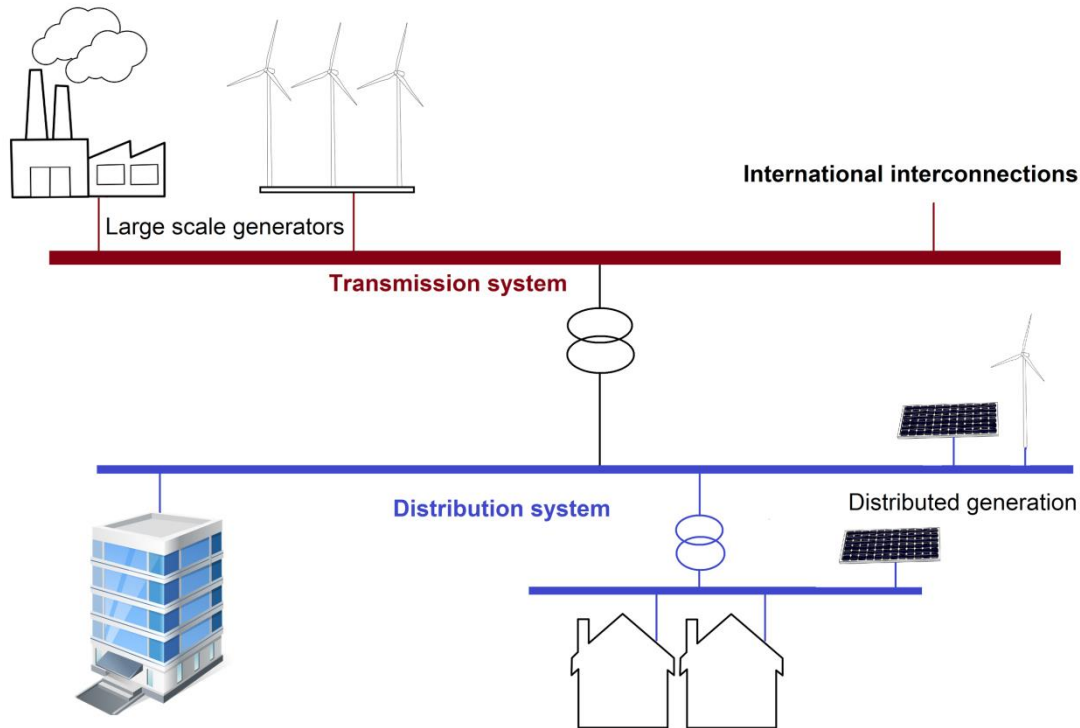 International interconnections
Large scale generators
Transmission system
Distribution system
Distributed generation